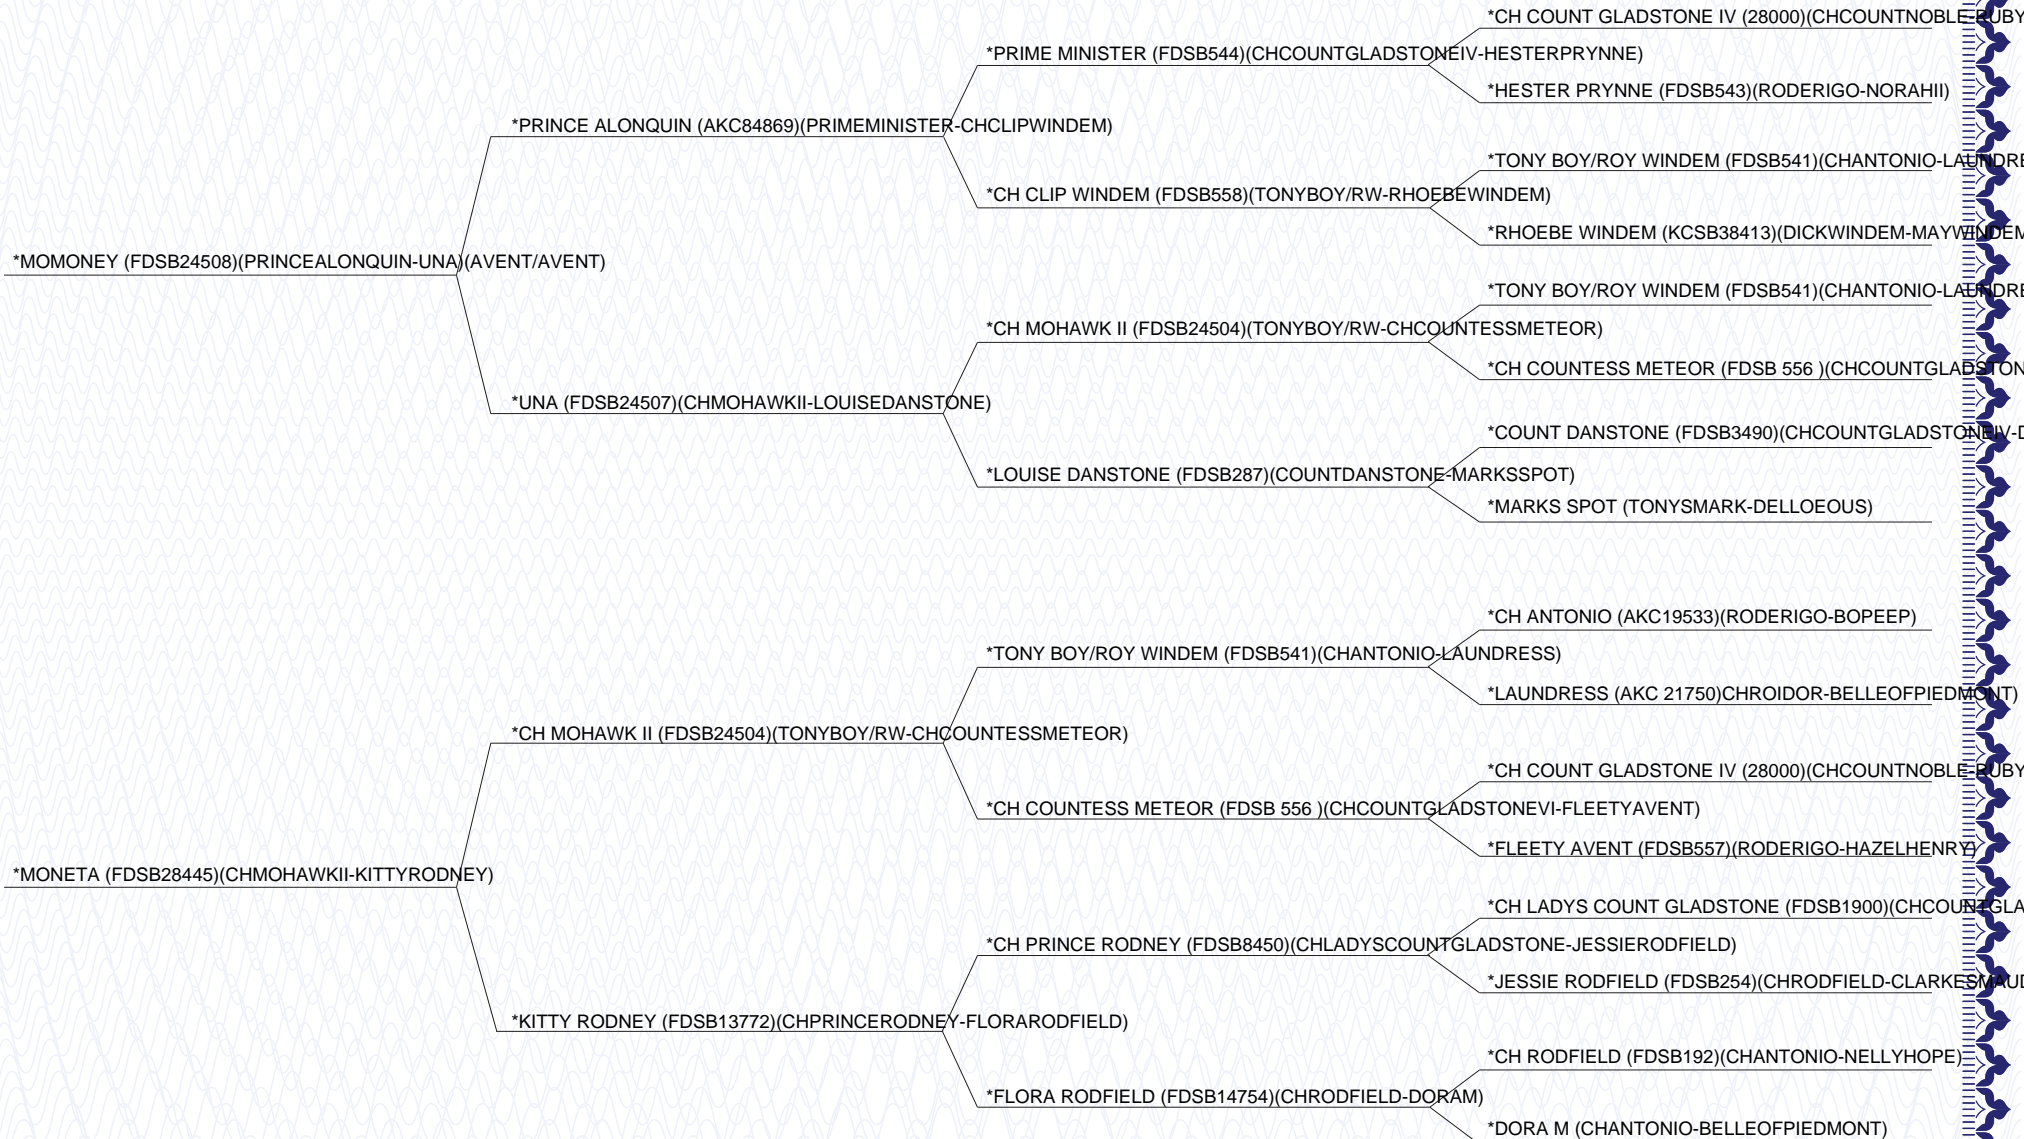 *CH COUNT GLADSTONE IV (28000)(CHCOUNTNOBLE-RUBY
*PRIME MINISTER (FDSB544)(CHCOUNTGLADSTONEIV-HESTERPRYNNE)
*HESTER PRYNNE (FDSB543)(RODERIGO-NORAHII)
*PRINCE ALONQUIN (AKC84869)(PRIMEMINISTER-CHCLIPWINDEM)
*TONY BOY/ROY WINDEM (FDSB541)(CHANTONIO-LAUNDRE
*CH CLIP WINDEM (FDSB558)(TONYBOY/RW-RHOEBEWINDEM)
*RHOEBE WINDEM (KCSB38413)(DICKWINDEM-MAYWINDEM
*MOMONEY (FDSB24508)(PRINCEALONQUIN-UNA)(AVENT/AVENT)
*TONY BOY/ROY WINDEM (FDSB541)(CHANTONIO-LAUNDRE
*CH MOHAWK II (FDSB24504)(TONYBOY/RW-CHCOUNTESSMETEOR)
*CH COUNTESS METEOR (FDSB 556 )(CHCOUNTGLADSTON
*UNA (FDSB24507)(CHMOHAWKII-LOUISEDANSTONE)
*COUNT DANSTONE (FDSB3490)(CHCOUNTGLADSTONEIV-D
*LOUISE DANSTONE (FDSB287)(COUNTDANSTONE-MARKSSPOT)
*MARKS SPOT (TONYSMARK-DELLOEOUS)
*CH ANTONIO (AKC19533)(RODERIGO-BOPEEP)
*TONY BOY/ROY WINDEM (FDSB541)(CHANTONIO-LAUNDRESS)
*LAUNDRESS (AKC 21750)CHROIDOR-BELLEOFPIEDMONT)
*CH MOHAWK II (FDSB24504)(TONYBOY/RW-CHCOUNTESSMETEOR)
*CH COUNT GLADSTONE IV (28000)(CHCOUNTNOBLE-RUBY
*CH COUNTESS METEOR (FDSB 556 )(CHCOUNTGLADSTONEVI-FLEETYAVENT)
*FLEETY AVENT (FDSB557)(RODERIGO-HAZELHENRY)
*MONETA (FDSB28445)(CHMOHAWKII-KITTYRODNEY)
*CH LADYS COUNT GLADSTONE (FDSB1900)(CHCOUNTGLA
*CH PRINCE RODNEY (FDSB8450)(CHLADYSCOUNTGLADSTONE-JESSIERODFIELD)
*JESSIE RODFIELD (FDSB254)(CHRODFIELD-CLARKESMAUD
*KITTY RODNEY (FDSB13772)(CHPRINCERODNEY-FLORARODFIELD)
*CH RODFIELD (FDSB192)(CHANTONIO-NELLYHOPE)
*FLORA RODFIELD (FDSB14754)(CHRODFIELD-DORAM)
*DORA M (CHANTONIO-BELLEOFPIEDMONT)